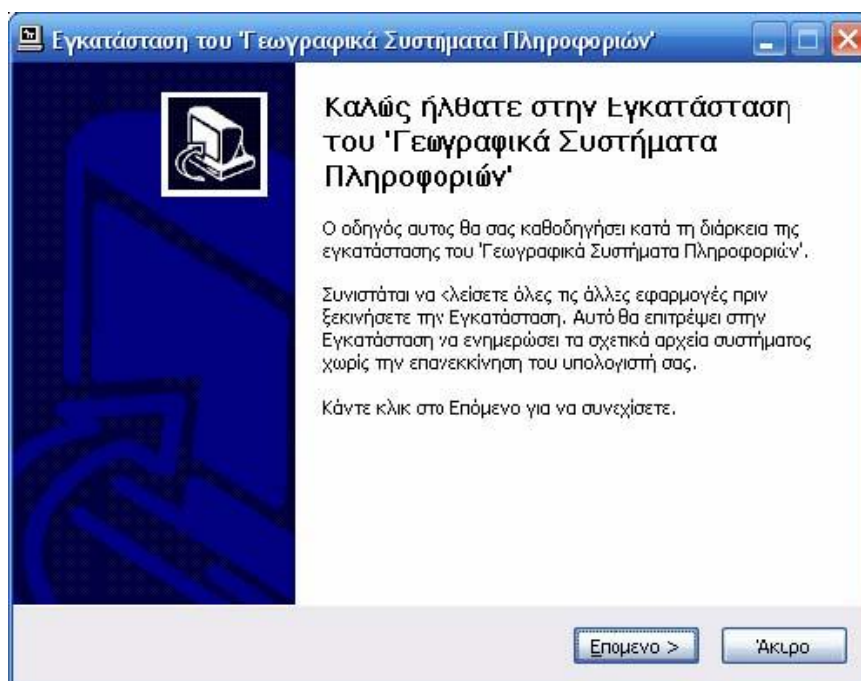 Εγκατάσταση του 'Γεωγραφικά Συστήματα Πληροφοριών'
Καλώς ήλθατε στην Εγκατάσταση
του 'Γεωγραφικά Συστήματα
Πληροφοριών'
Ο οδηγός αυτος θα σας καθοδηγήσει κατά τη διάρκεια της
εγκατάστασης του 'Γεωγραφικά Συστήματα Πληροφοριών'.
Συνιστάται να κλείσετε όλες τις άλλες εφαρμογές πριν
ξεκινήσετε την Εγκατάσταση. Αυτό θα επιτρέψει στην
Εγκατάσταση να ενημερώσει τα σχετικά αρχεία συστήματος
χωρίς την επανεκκίνηση του υπολογιστή σας.
Κάντε κλικ στο Επόμενο για να συνεχίσετε.
Επομενο >
Άκυρο